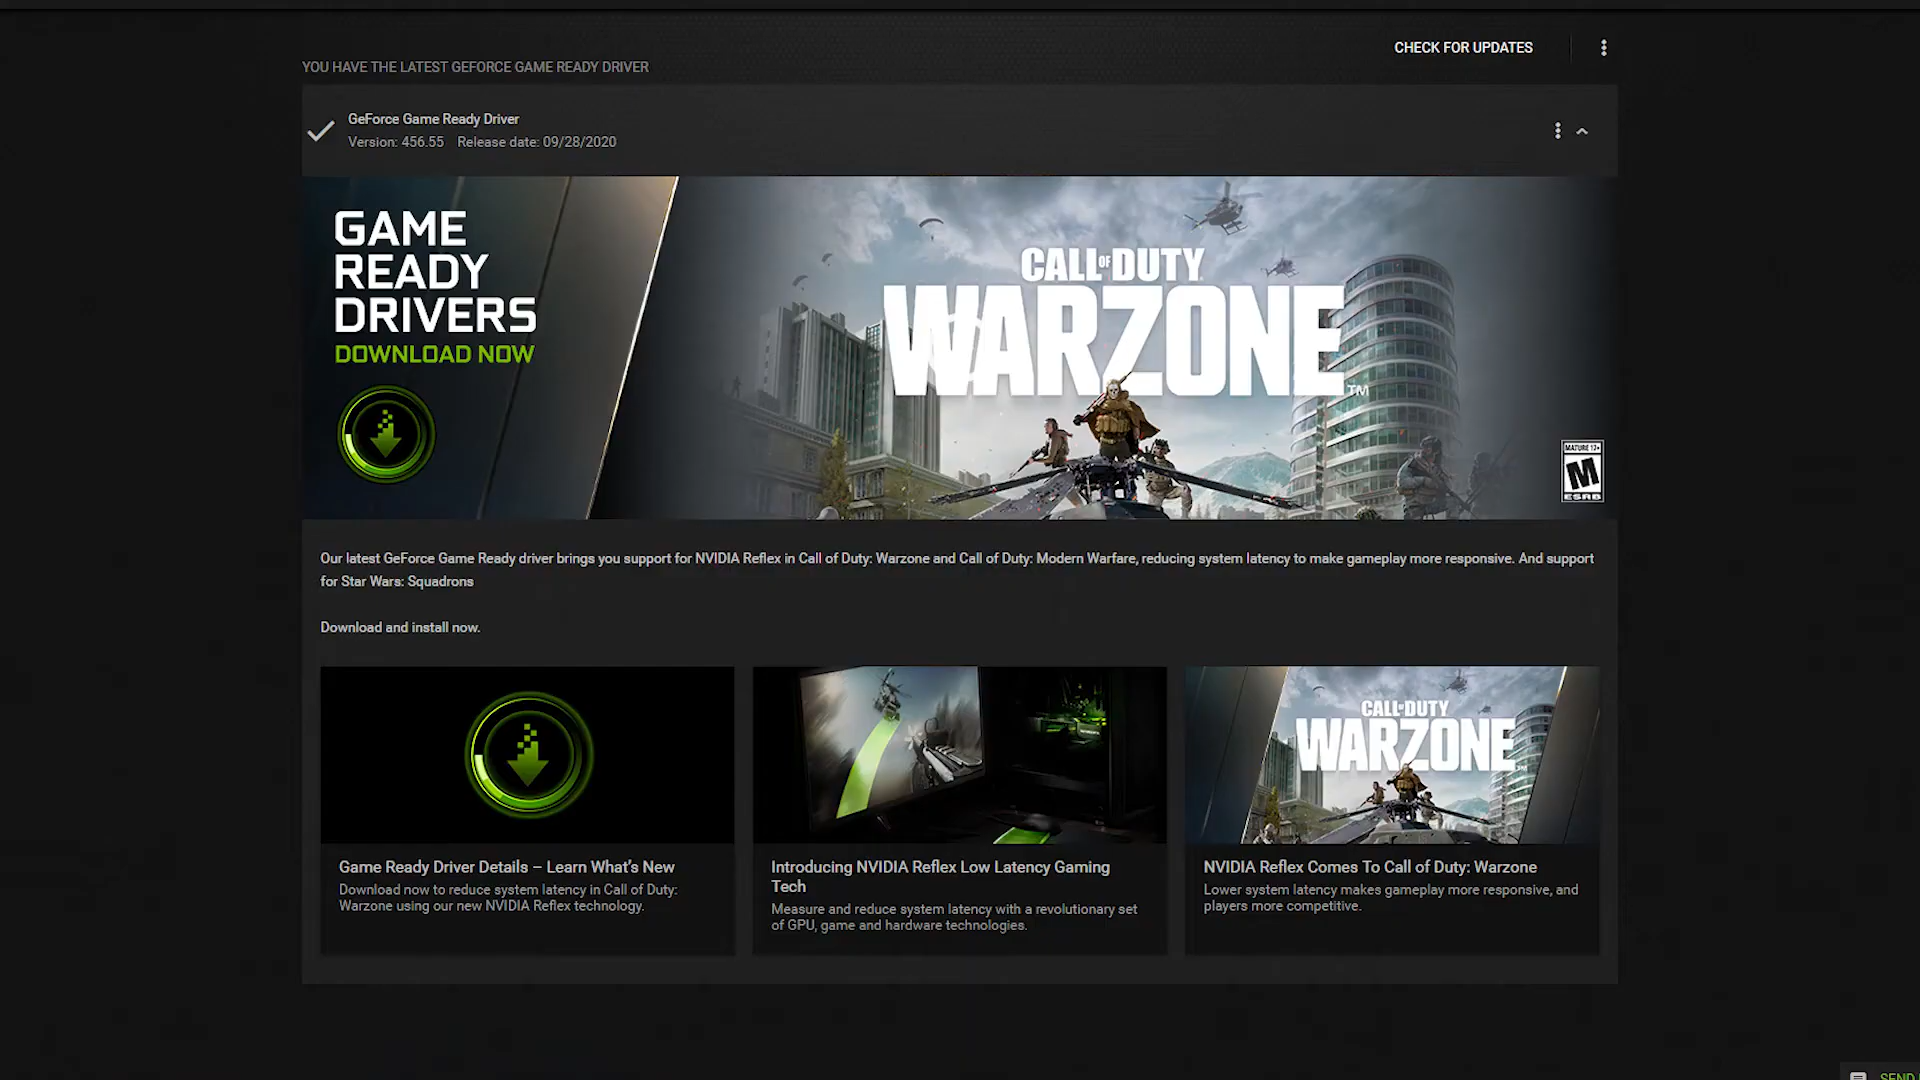 CHECK FOR UPDATES
YOU HAVE THE LATEST GEFORCE GAME READY DRIVER
GeForce Game Ready Driver
Version: 456.55 Release date: 09/28/2020
GAME
READY
DRIVERS
DOWNLOAD NOW
CALL OF DUTY
WARZONE
TM
MATURE 17+
M
ESRB
Our latest GeForce Game Ready driver brings you support for NVIDIA Reflex in Call of Duty: Warzone and Call of Duty: Modern Warfare, reducing system latency to make gameplay more responsive. And support
for Star Wars: Squadrons
Download and install now.
CALL OF DUTY
WARZONE
Game Ready Driver Details – Learn What's New
Download now to reduce system latency in Call of Duty:
Warzone using our new NVIDIA Reflex technology.
Introducing NVIDIA Reflex Low Latency Gaming
Tech
Measure and reduce system latency with a revolutionary set
of GPU, game and hardware technologies.
NVIDIA Reflex Comes To Call of Duty: Warzone
Lower system latency makes gameplay more responsive, and
players more competitive.
SEND